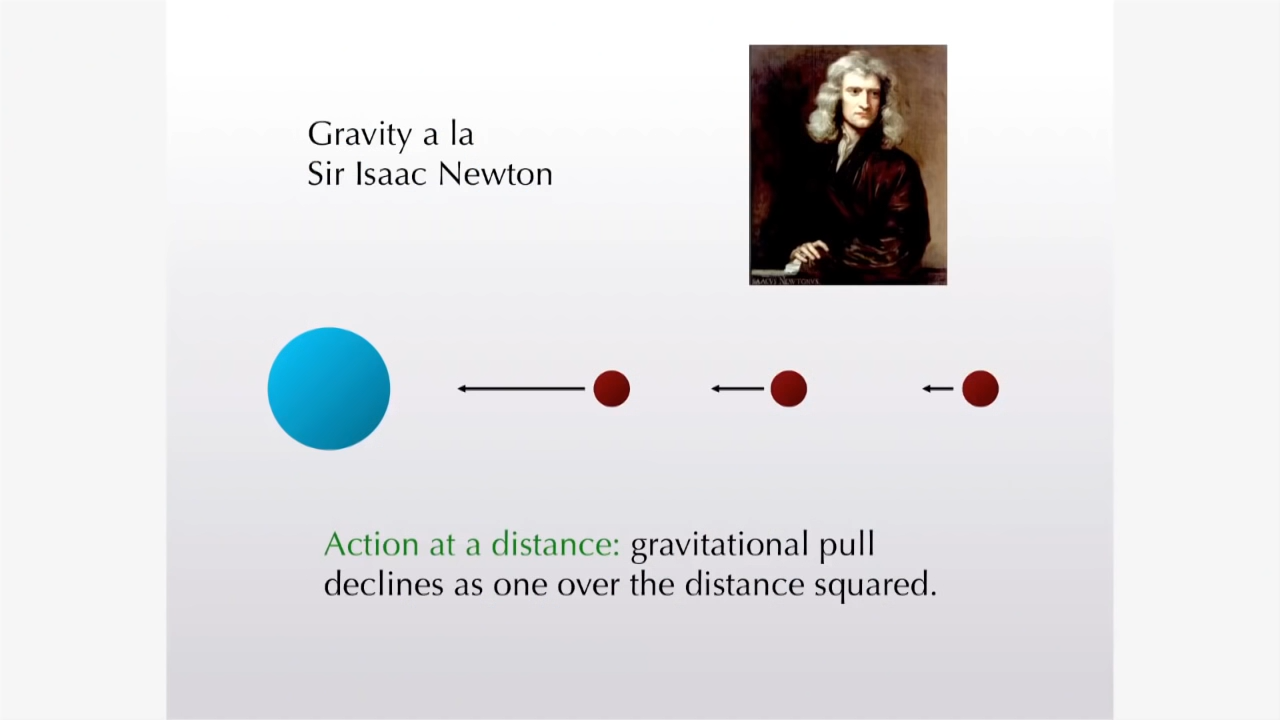 Gravity a la
Sir Isaac Newton
Action at a distance: gravitational pull
declines as one over the distance squared.